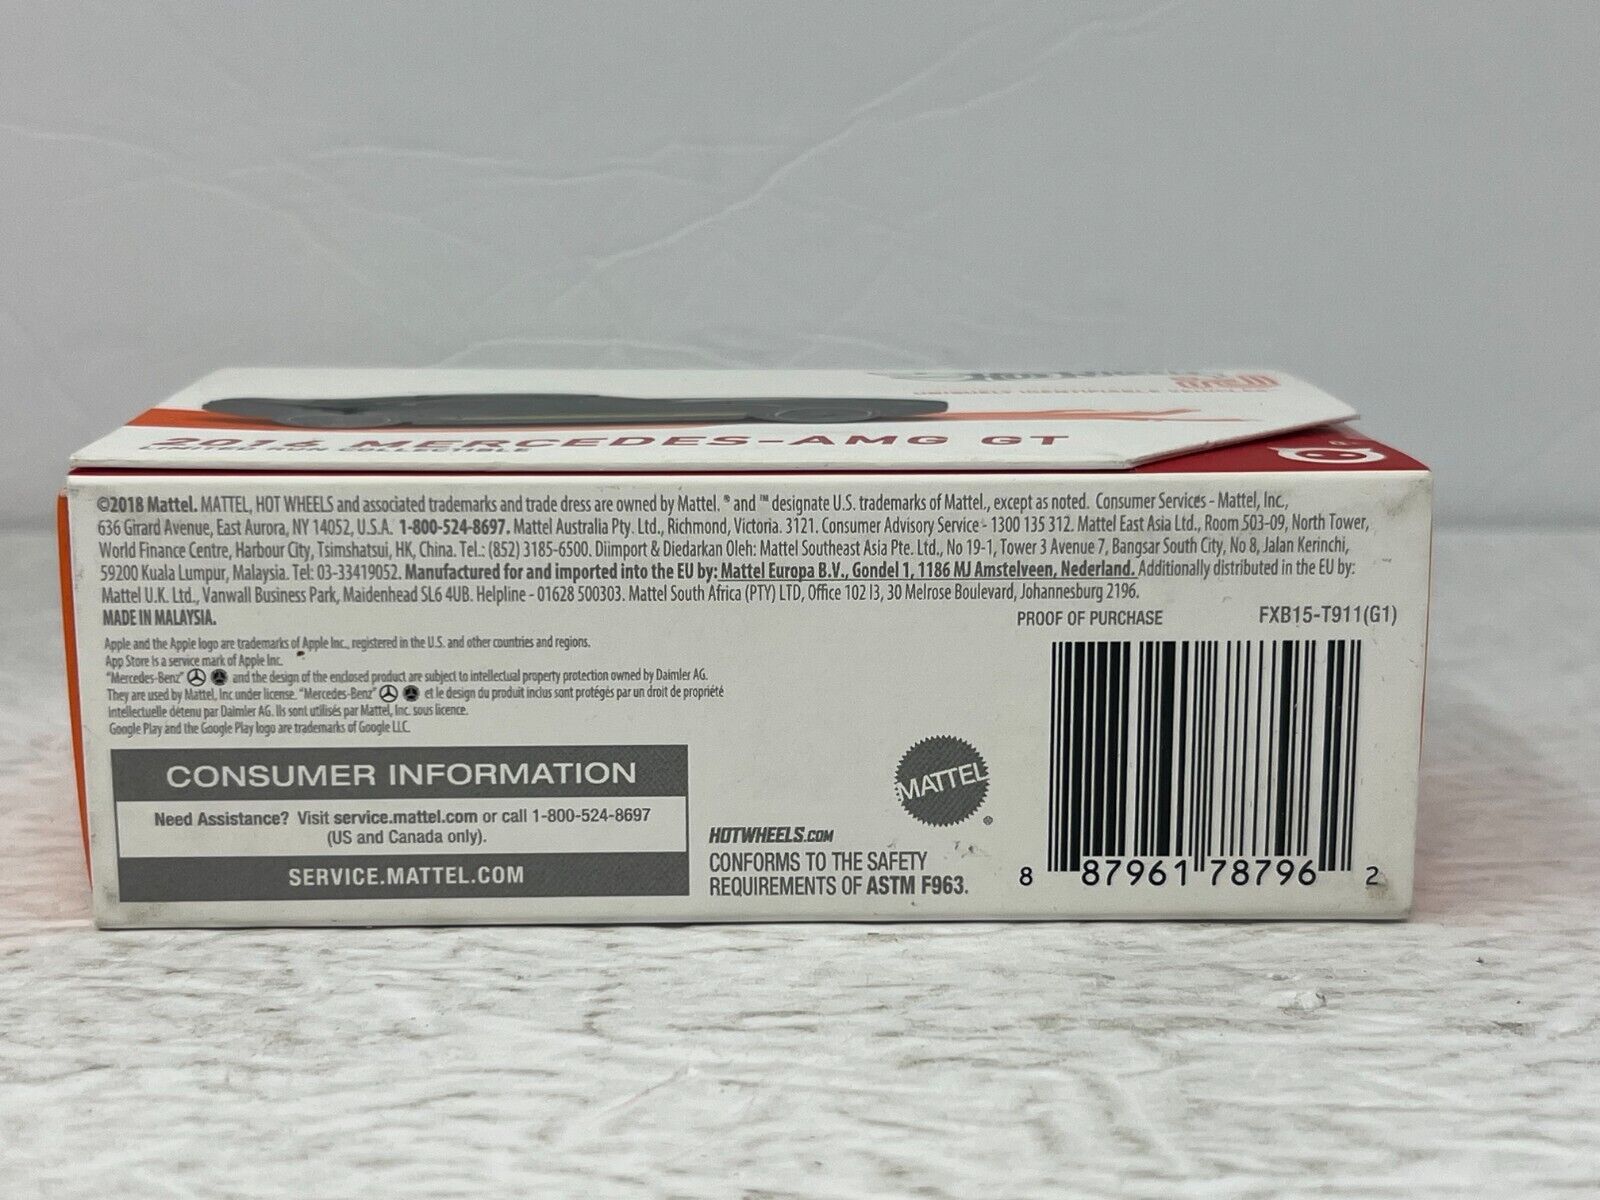 UNIQUELY IDENTIFIABLE VEHICLES
2016 MERCEDES-AMG GT
LIMITED RUN COLLECTIBLE
©2018 Mattel. MATTEL, HOT WHEELS and associated trademarks and trade dress are owned by Mattel. ® and ™ designate U.S. trademarks of Mattel., except as noted. Consumer Services - Mattel, Inc.,
636 Girard Avenue, East Aurora, NY 14052, U.S.A. 1-800-524-8697. Mattel Australia Pty. Ltd., Richmond, Victoria. 3121. Consumer Advisory Service - 1300 135 312. Mattel East Asia Ltd., Room 503-09, North Tower,
World Finance Centre, Harbour City, Tsimshatsui, HK, China. Tel.: (852) 3185-6500. Diimport & Diedarkan Oleh: Mattel Southeast Asia Pte. Ltd., No 19-1, Tower 3 Avenue 7, Bangsar South City, No 8, Jalan Kerinchi,
59200 Kuala Lumpur, Malaysia. Tel: 03-33419052. Manufactured for and imported into the EU by: Mattel Europa B.V., Gondel 1, 1186 MJ Amstelveen, Nederland. Additionally distributed in the EU by:
Mattel U.K. Ltd., Vanwall Business Park, Maidenhead SL6 4UB. Helpline - 01628 500303. Mattel South Africa (PTY) LTD, Office 102 I3, 30 Melrose Boulevard, Johannesburg 2196.
MADE IN MALAYSIA.
PROOF OF PURCHASE
FXB15-T911(G1)
Apple and the Apple logo are trademarks of Apple Inc., registered in the U.S. and other countries and regions.
App Store is a service mark of Apple Inc.
"Mercedes-Benz" and the design of the enclosed product are subject to intellectual property protection owned by Daimler AG.
They are used by Mattel, Inc under license. "Mercedes-Benz" et le design du produit inclus sont protégés par un droit de propriété
intellectuelle détenu par Daimler AG. Ils sont utilisés par Mattel, Inc. sous licence.
Google Play and the Google Play logo are trademarks of Google LLC.
CONSUMER INFORMATION
Need Assistance? Visit service.mattel.com or call 1-800-524-8697
(US and Canada only).
SERVICE.MATTEL.COM
MATTEL®
HOTWHEELS.COM
CONFORMS TO THE SAFETY
REQUIREMENTS OF ASTM F963.
8 87961 78796 2